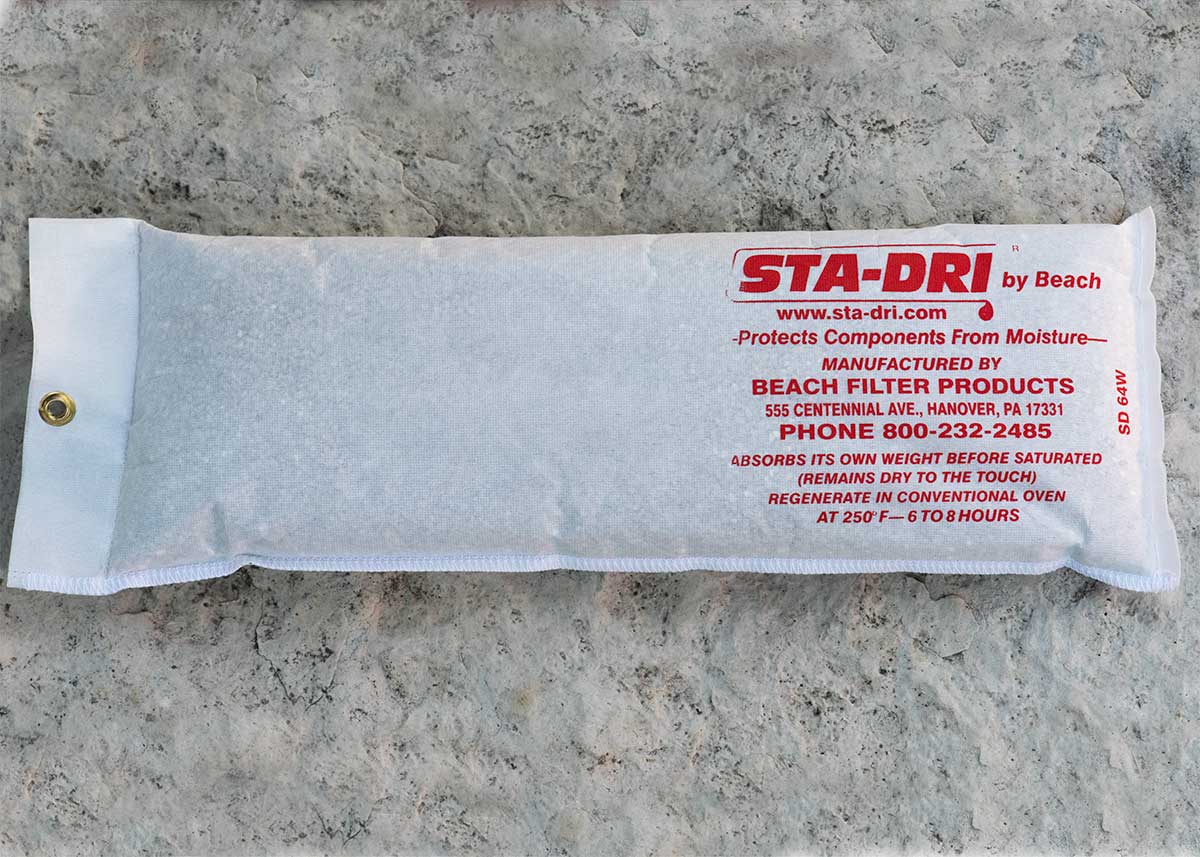 STA-DRI® by Beach
www.sta-dri.com
-Protects Components From Moisture—
MANUFACTURED BY
BEACH FILTER PRODUCTS
555 CENTENNIAL AVE., HANOVER, PA 17331
PHONE 800-232-2485
ABSORBS ITS OWN WEIGHT BEFORE SATURATED
(REMAINS DRY TO THE TOUCH)
REGENERATE IN CONVENTIONAL OVEN
AT 250° F— 6 TO 8 HOURS
SD 64W